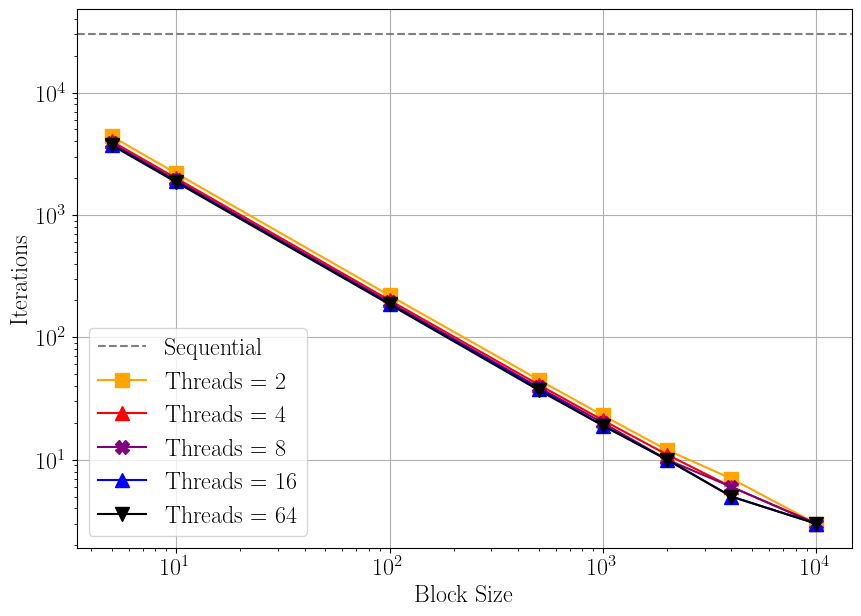 10^4
10^3
10^2
10^1
Iterations
Sequential
Threads = 2
Threads = 4
Threads = 8
Threads = 16
Threads = 64
10^1 10^2 10^3 10^4
Block Size